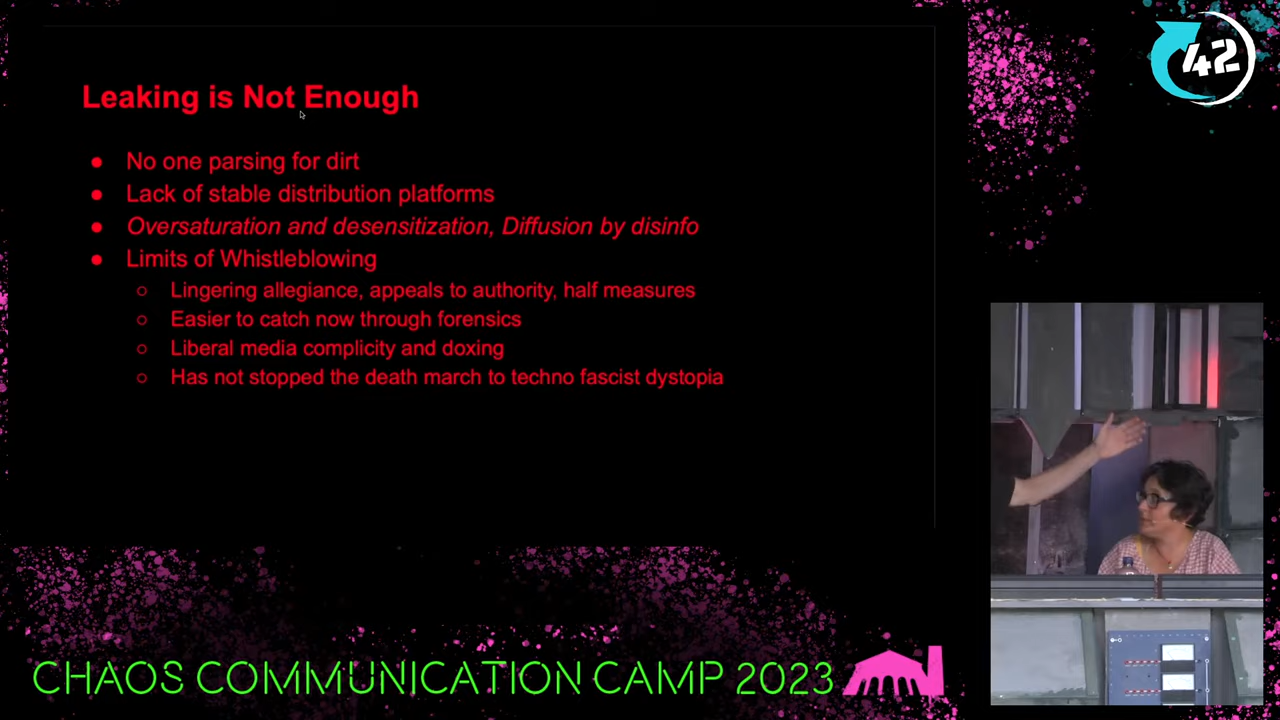 42
Leaking is Not Enough
● No one parsing for dirt
● Lack of stable distribution platforms
● Oversaturation and desensitization, Diffusion by disinfo
● Limits of Whistleblowing
○ Lingering allegiance, appeals to authority, half measures
○ Easier to catch now through forensics
○ Liberal media complicity and doxing
○ Has not stopped the death march to techno fascist dystopia
CHAOS COMMUNICATION CAMP 2023